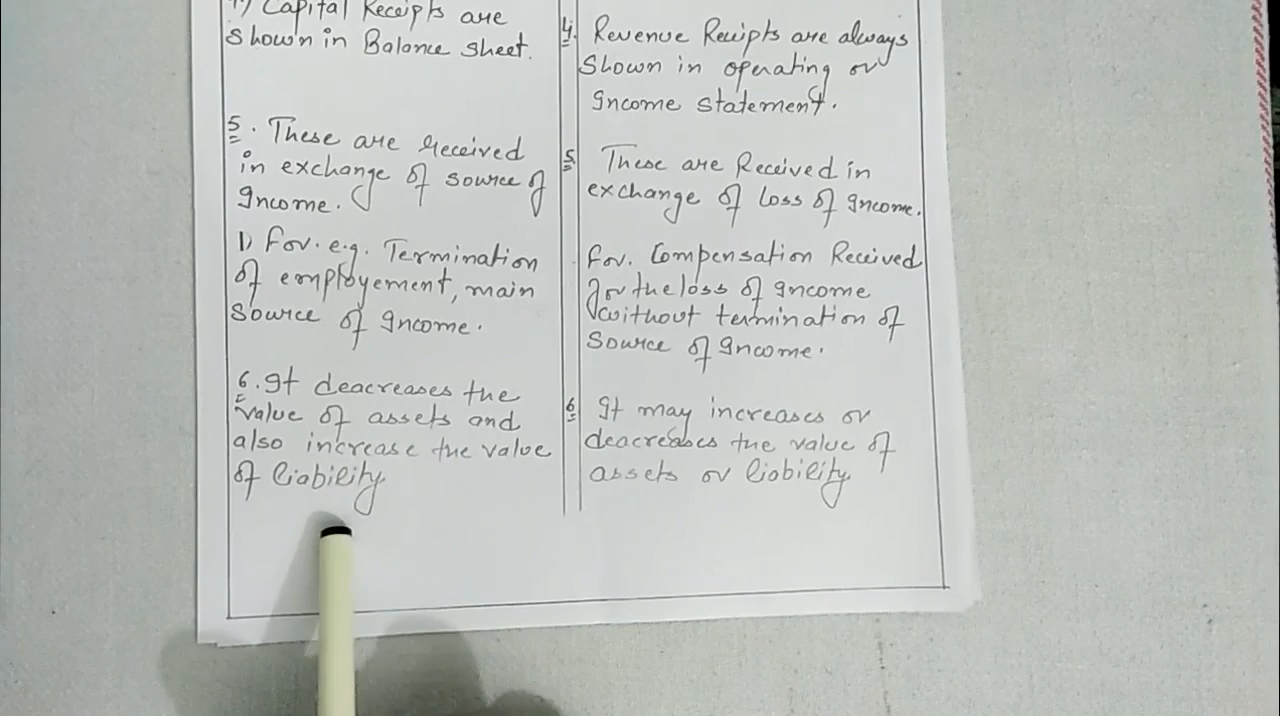 4) Capital Receipts are
shown in Balance sheet.
5. These are received
in exchange of source of
Income.
1) For. e.g. Termination
of employement, main
source of Income.
6. It deacreases the
value of assets and
also increase the value
of liability
4. Revenue Recipts are always
shown in operating or
Income statement.
5. These are Received in
exchange of loss of Income.
For. Compensation Received
for the loss of Income
without termination of
source of Income.
6 It may increases or
deacreases the value of
assets or liability